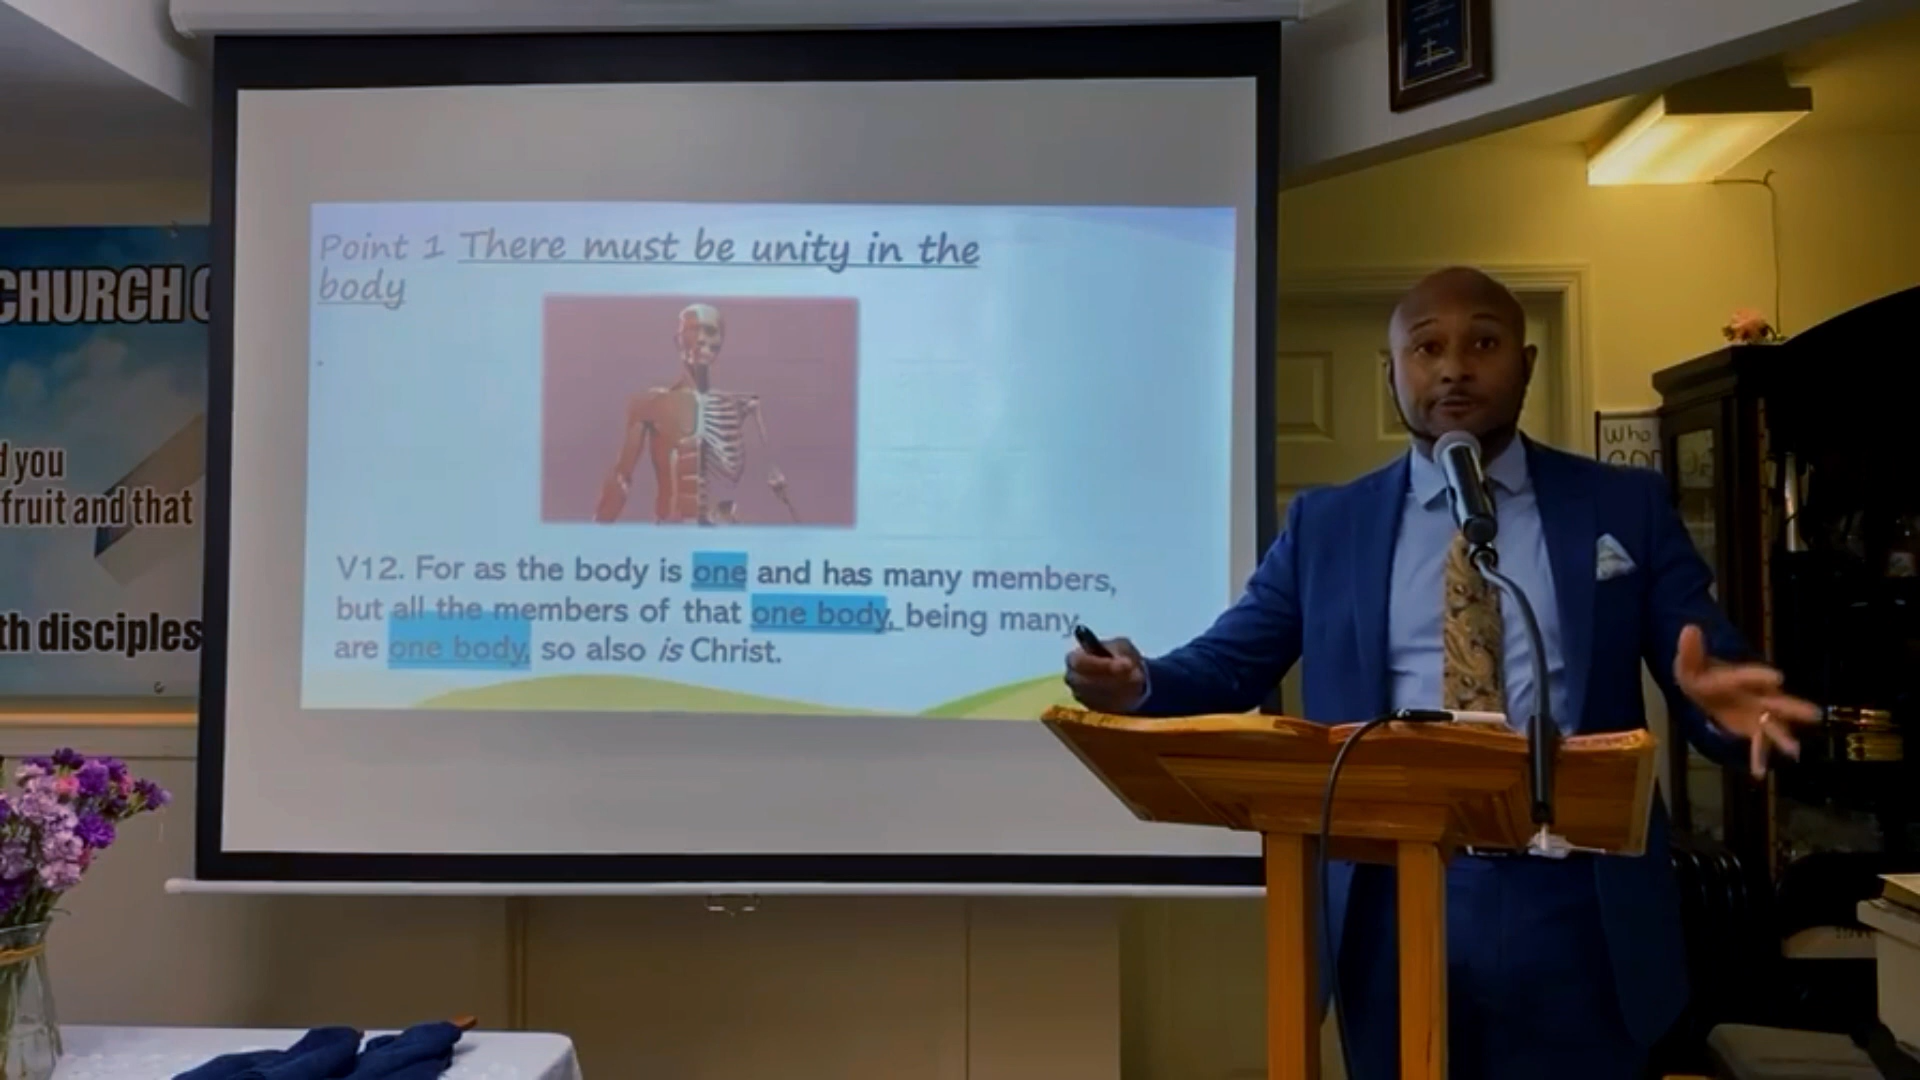 Point 1 There must be unity in the
body
V12. For as the body is one and has many members,
but all the members of that one body, being many,
are one body, so also is Christ.
CHURCH
you
fruit and that
disciples
Who